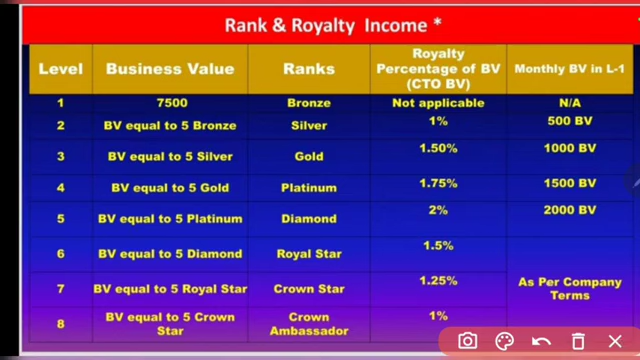 Rank & Royalty Income *
Level Business Value Ranks Royalty Percentage of BV (CTO BV) Monthly BV in L-1
1 7500 Bronze Not applicable N/A
2 BV equal to 5 Bronze Silver 1% 500 BV
3 BV equal to 5 Silver Gold 1.50% 1000 BV
4 BV equal to 5 Gold Platinum 1.75% 1500 BV
5 BV equal to 5 Platinum Diamond 2% 2000 BV
6 BV equal to 5 Diamond Royal Star 1.5%
7 BV equal to 5 Royal Star Crown Star 1.25% As Per Company Terms
8 BV equal to 5 Crown Star Crown Ambassador 1%